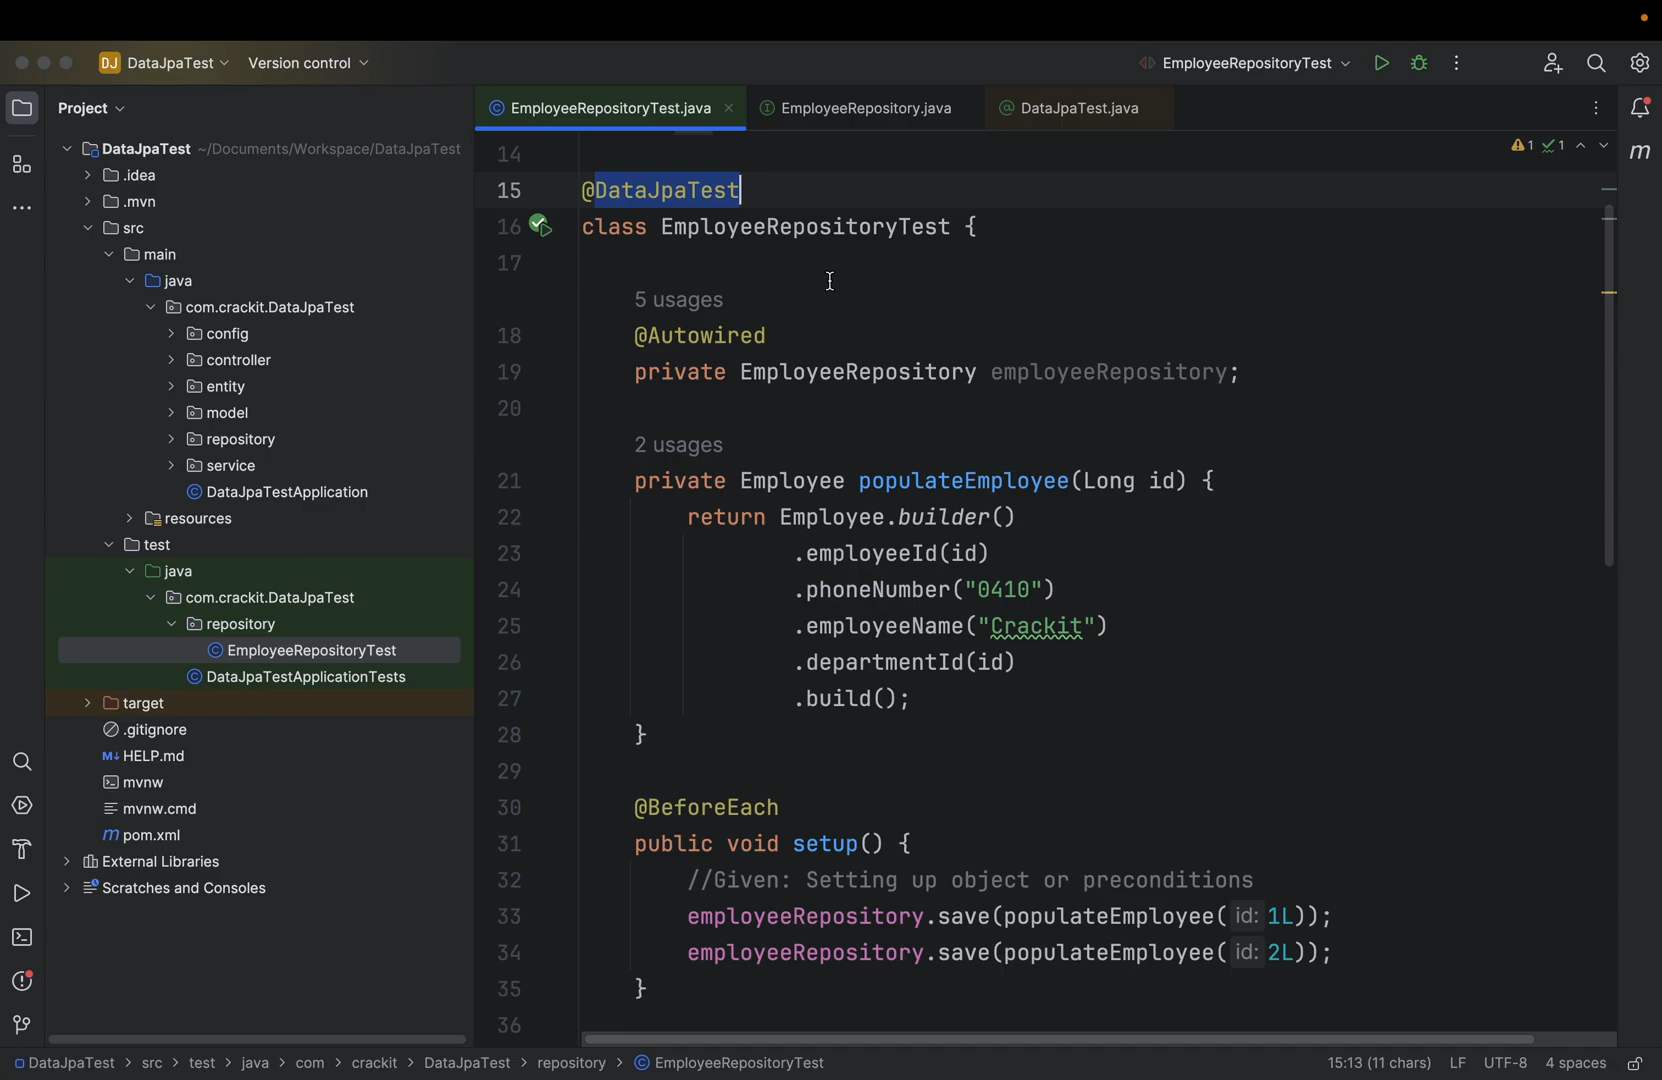 DJ DataJpaTest Version control EmployeeRepositoryTest
Project
EmployeeRepositoryTest.java EmployeeRepository.java DataJpaTest.java
DataJpaTest ~/Documents/Workspace/DataJpaTest
.idea
.mvn
src
main
java
com.crackit.DataJpaTest
config
controller
entity
model
repository
service
DataJpaTestApplication
resources
test
java
com.crackit.DataJpaTest
repository
EmployeeRepositoryTest
DataJpaTestApplicationTests
target
.gitignore
M↓ HELP.md
mvnw
mvnw.cmd
m pom.xml
External Libraries
Scratches and Consoles
1 1
m
14
15 @DataJpaTest
16 class EmployeeRepositoryTest {
17
5 usages
18 @Autowired
19 private EmployeeRepository employeeRepository;
20
2 usages
21 private Employee populateEmployee(Long id) {
22 return Employee.builder()
23 .employeeId(id)
24 .phoneNumber("0410")
25 .employeeName("Crackit")
26 .departmentId(id)
27 .build();
28 }
29
30 @BeforeEach
31 public void setup() {
32 //Given: Setting up object or preconditions
33 employeeRepository.save(populateEmployee( id: 1L));
34 employeeRepository.save(populateEmployee( id: 2L));
35 }
36
DataJpaTest > src > test > java > com > crackit > DataJpaTest > repository > EmployeeRepositoryTest 15:13 (11 chars) LF UTF-8 4 spaces